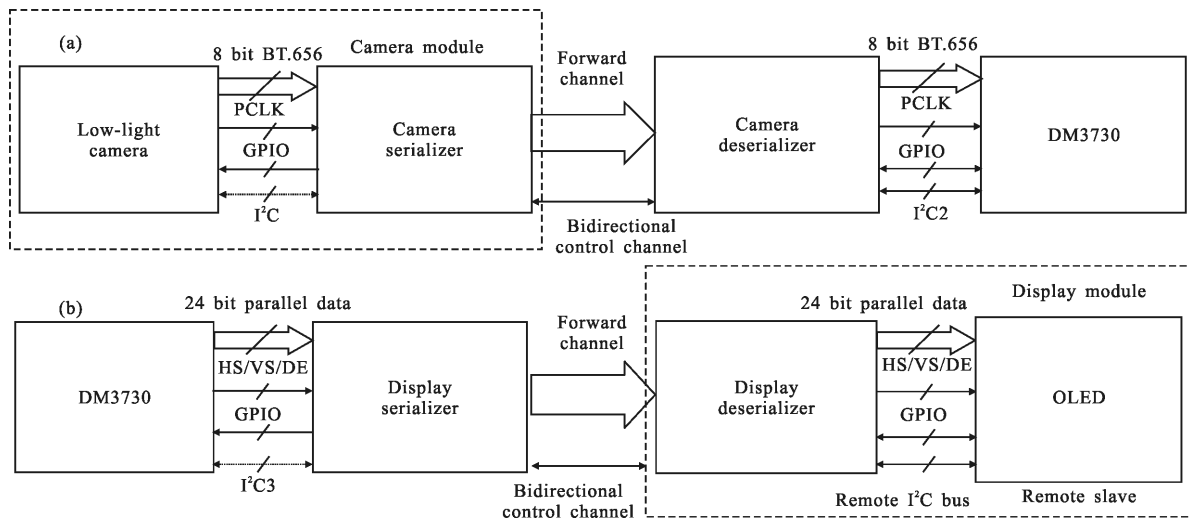 (a)
8 bit BT.656
Camera module
Forward
channel
8 bit BT.656
Low-light
camera
PCLK
GPIO
I²C
Camera
serializer
Camera
deserializer
PCLK
GPIO
I²C2
DM3730
Bidirectional
control channel
(b)
24 bit parallel data
Forward
channel
24 bit parallel data
Display module
DM3730
HS/VS/DE
GPIO
I²C3
Display
serializer
Display
deserializer
HS/VS/DE
GPIO
OLED
Bidirectional
control channel
Remote I²C bus
Remote slave